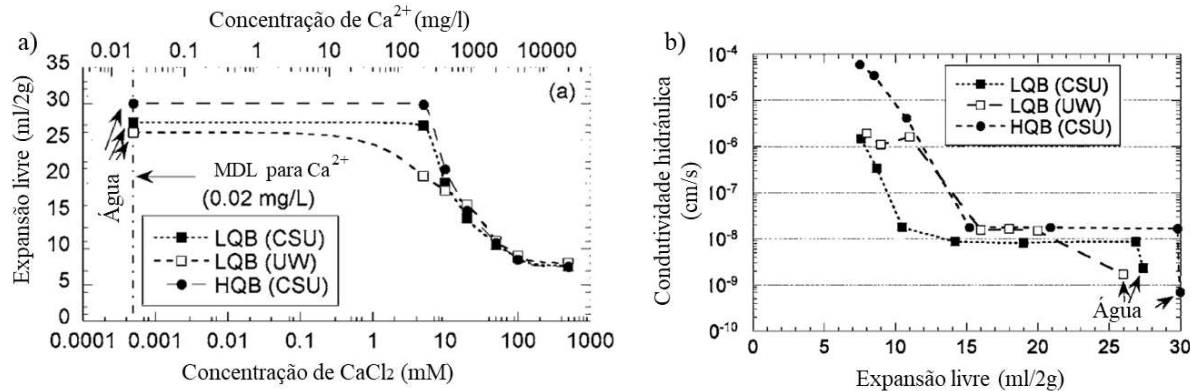 Concentração de Ca²⁺ (mg/l)
a)
0.01 0.1 1 10 100 1000 10⁴
(a)
Expansão livre (ml/2g)
35
30
25
20
15
10
5
0
Água
MDL para Ca²⁺
(0.02 mg/L)
LQB (CSU)
LQB (UW)
HQB (CSU)
0.0001 0.001 0.01 0.1 1 10 100 1000
Concentração de CaCl₂ (mM)
b)
Condutividade hidráulica
(cm/s)
10⁻⁴
10⁻⁵
10⁻⁶
10⁻⁷
10⁻⁸
10⁻⁹
10⁻¹⁰
LQB (CSU)
LQB (UW)
HQB (CSU)
Água
0 5 10 15 20 25 30
Expansão livre (ml/2g)